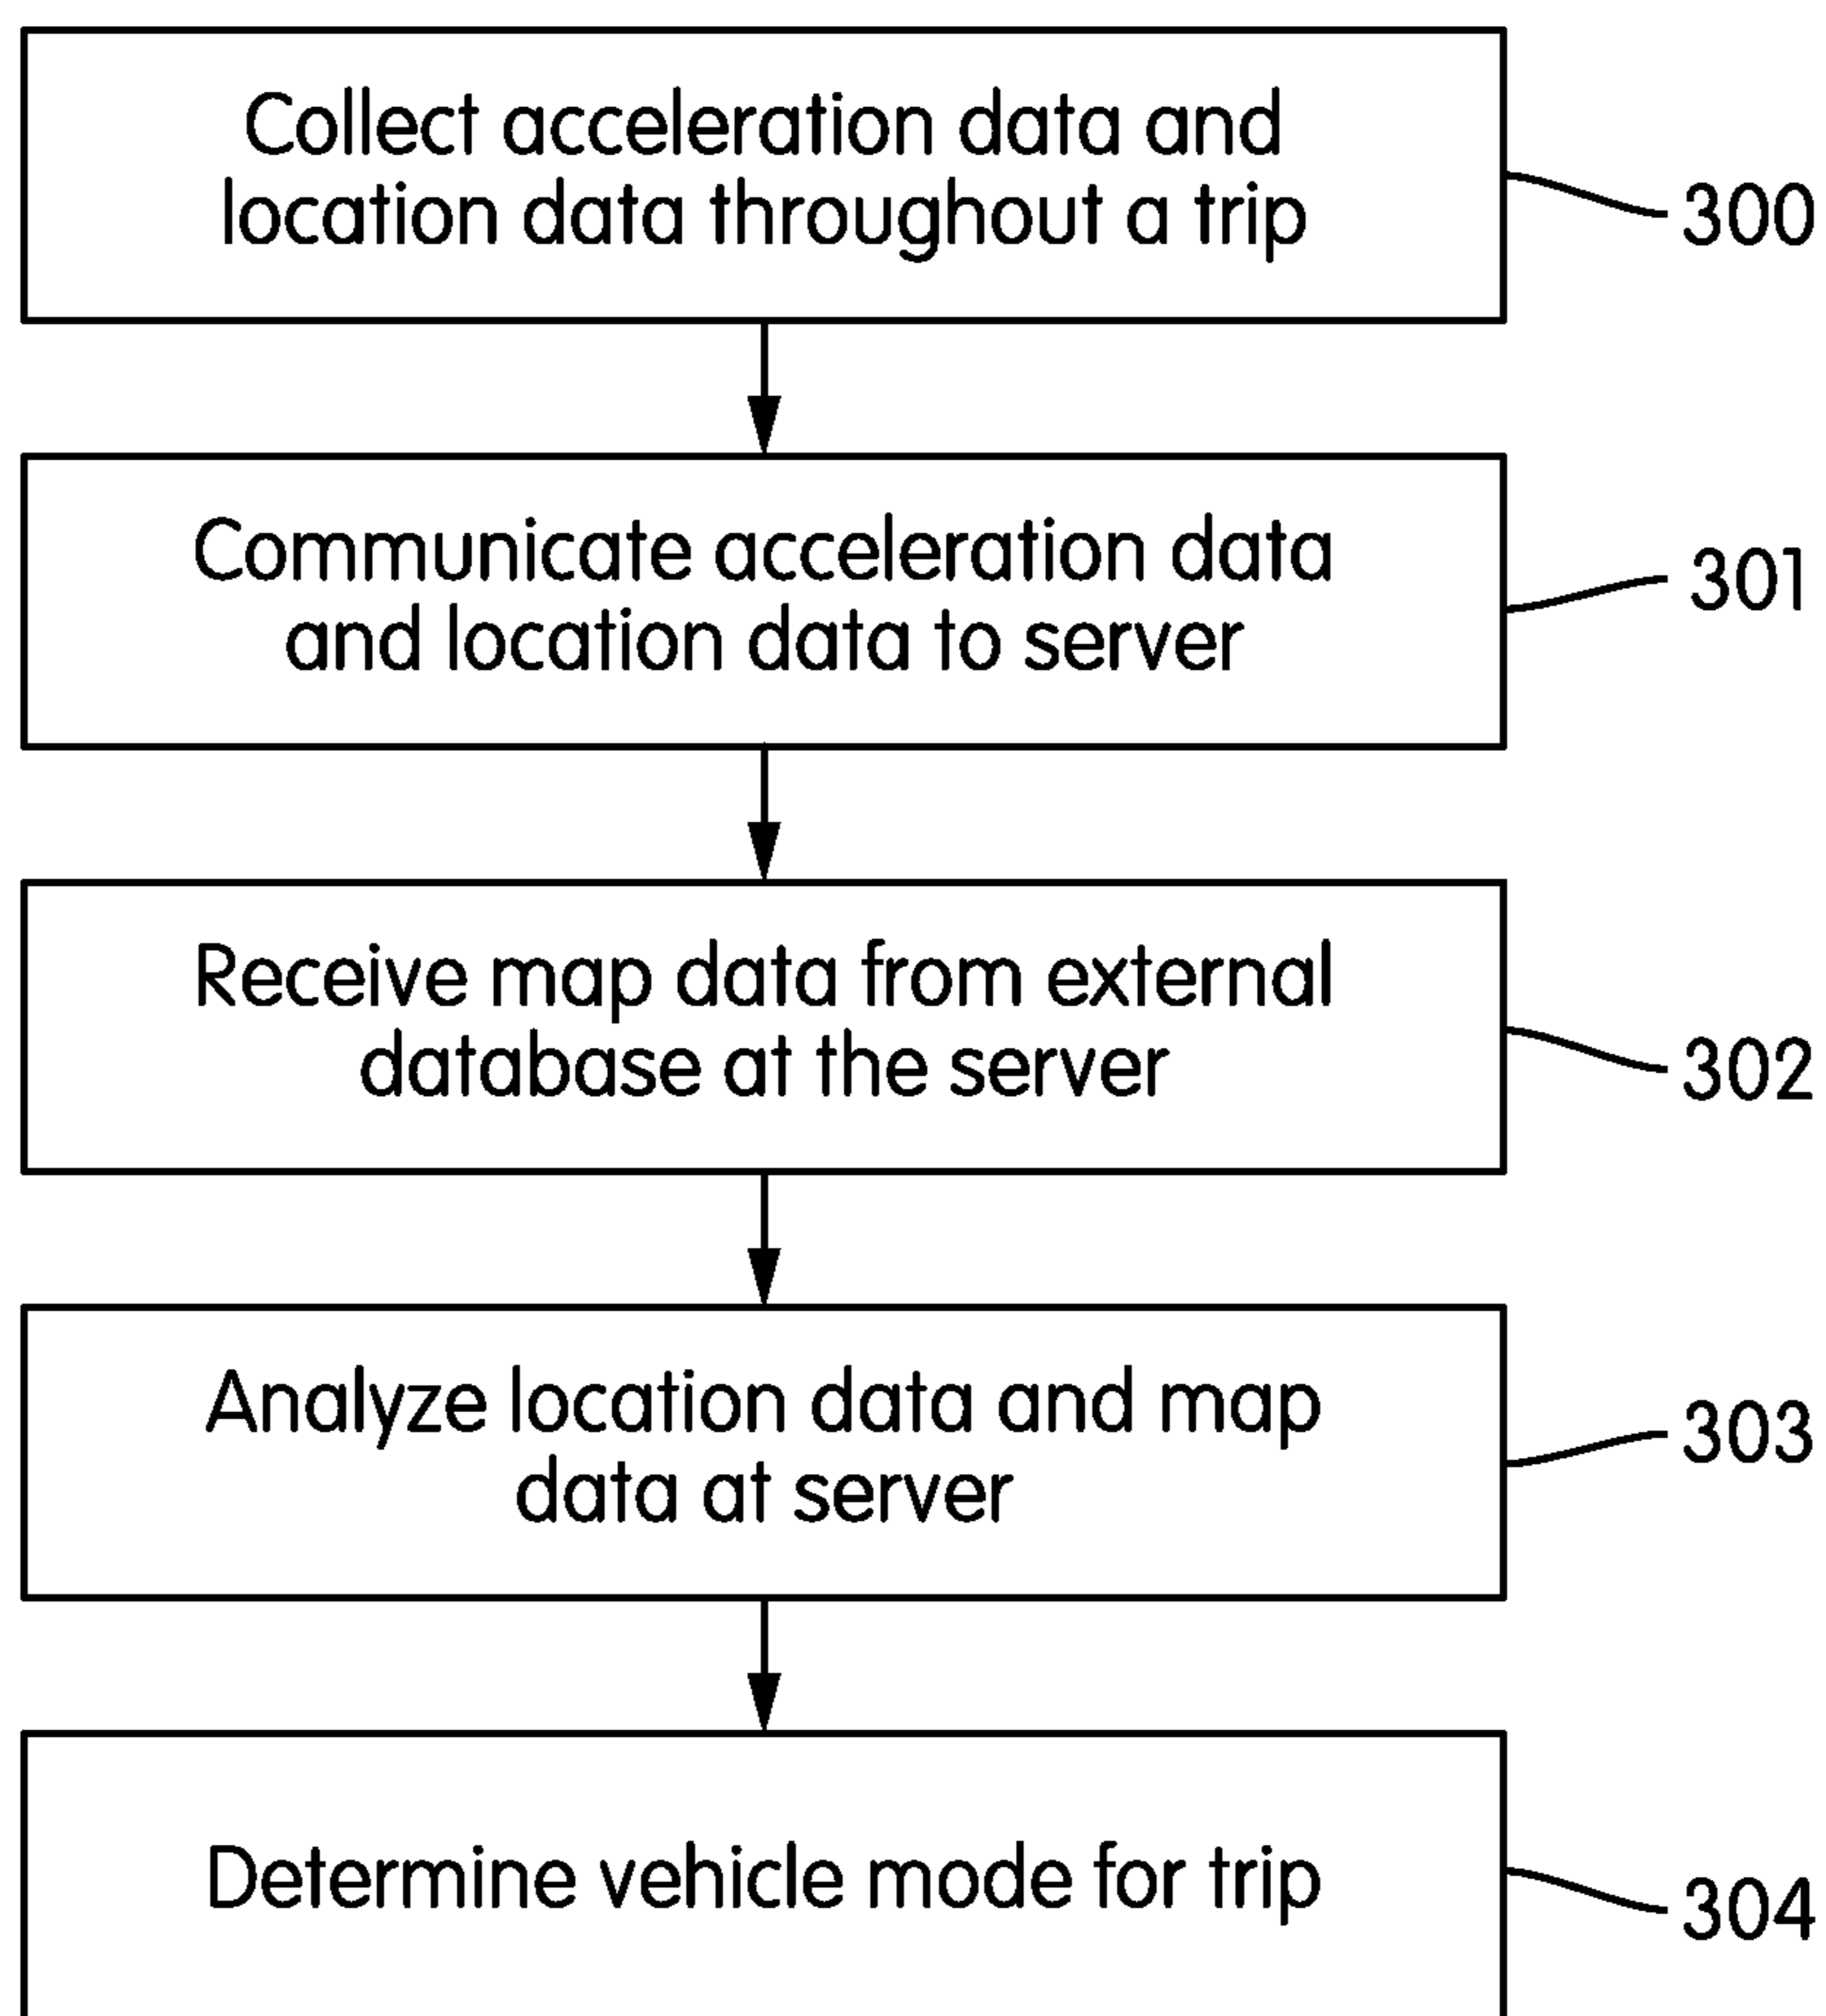 Collect acceleration data and
location data throughout a trip
300
Communicate acceleration data
and location data to server
301
Receive map data from external
database at the server
302
Analyze location data and map
data at server
303
Determine vehicle mode for trip
304